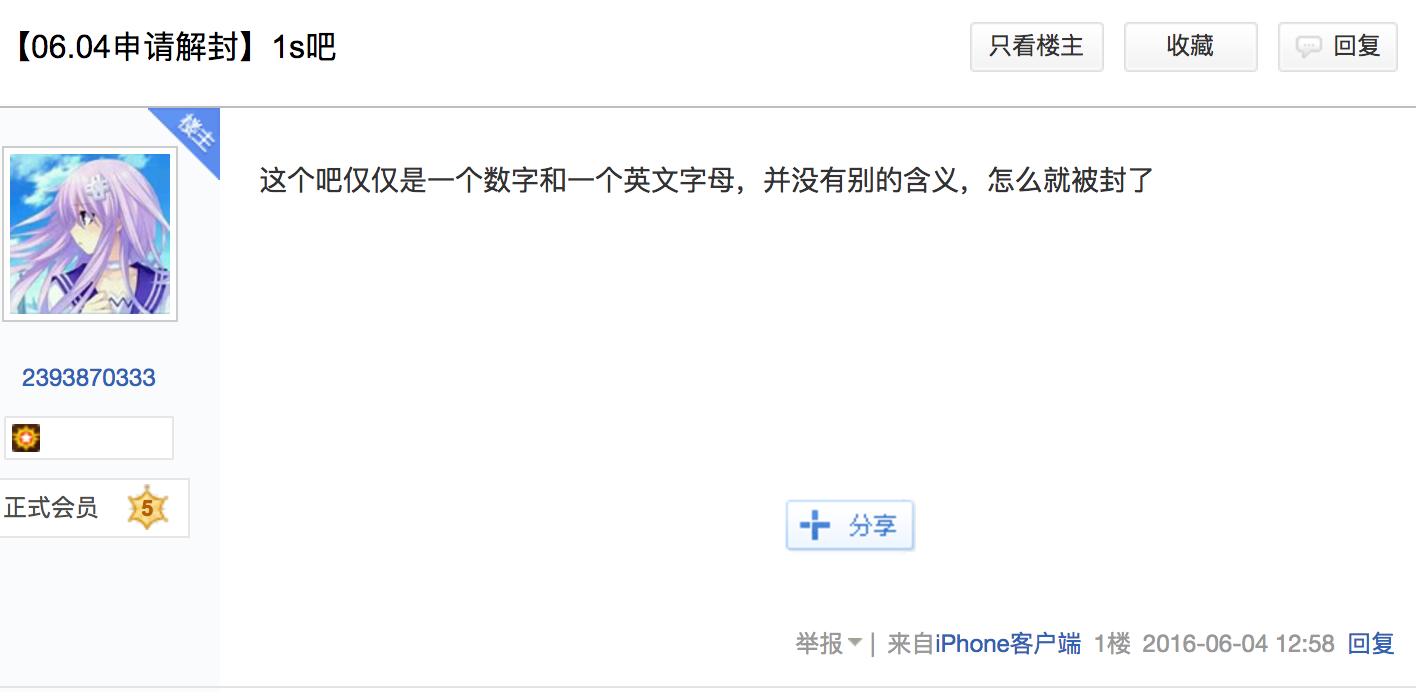 【06.04申请解封】1s吧
只看楼主
收藏
回复
楼主
这个吧仅仅是一个数字和一个英文字母，并没有别的含义，怎么就被封了
2393870333
正式会员
5
分享
举报 | 来自iPhone客户端 1楼 2016-06-04 12:58 回复